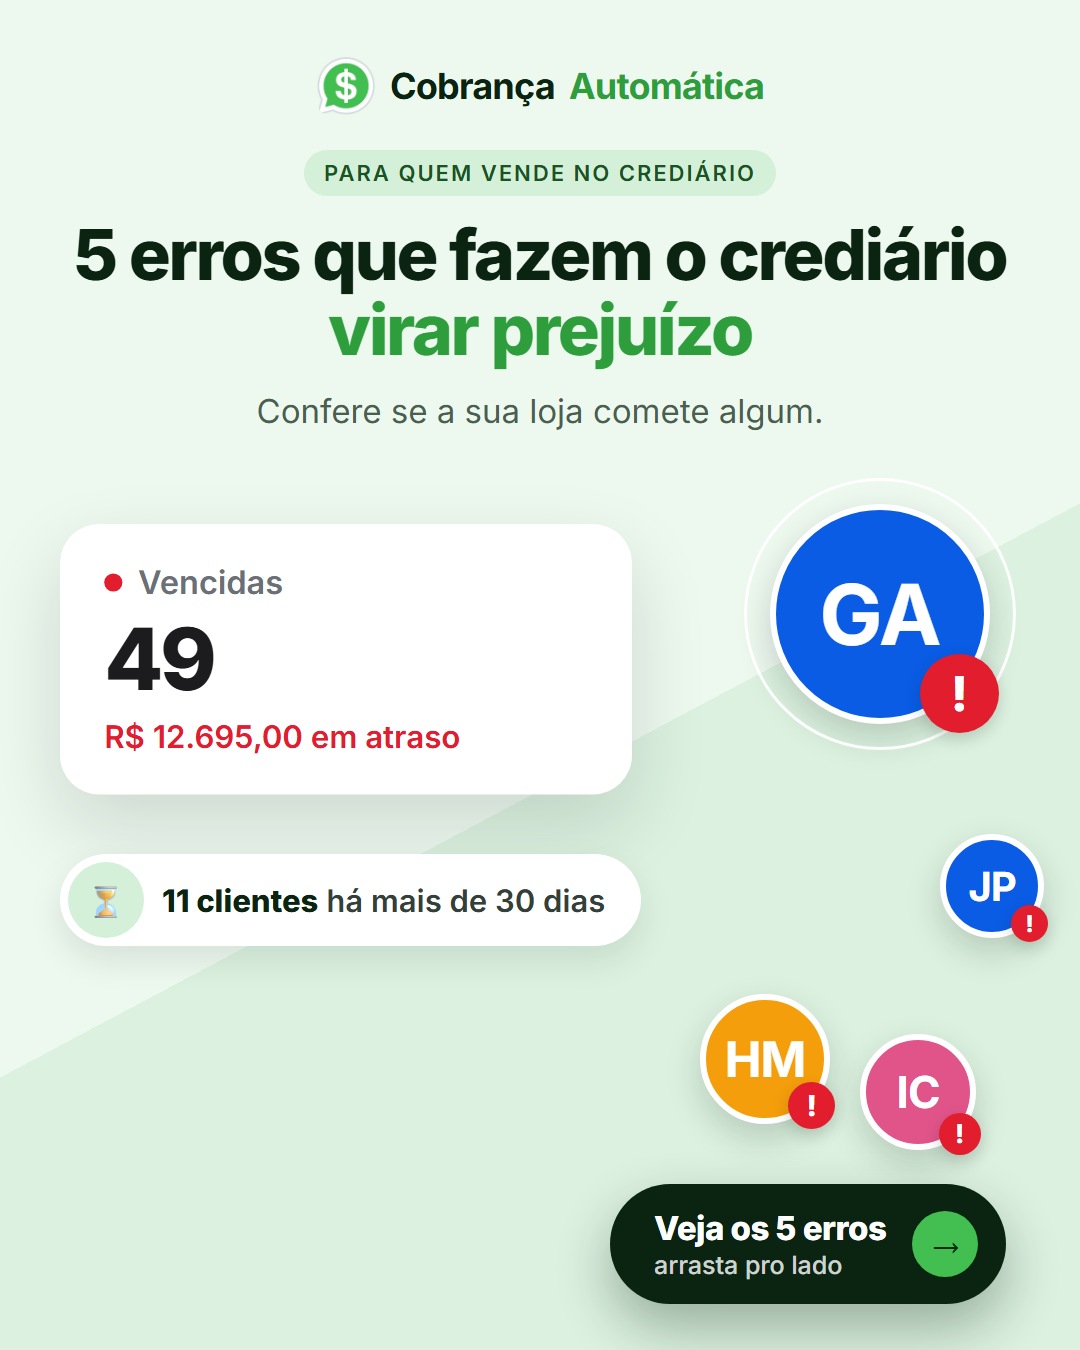 $
Cobrança Automática
PARA QUEM VENDE NO CREDIÁRIO
5 erros que fazem o crediário
virar prejuízo
Confere se a sua loja comete algum.
Vencidas
49
R$ 12.695,00 em atraso
GA
!
11 clientes há mais de 30 dias
JP
!
HM
!
IC
!
Veja os 5 erros
arrasta pro lado
→